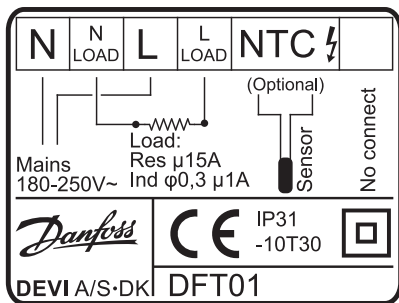 N N LOAD L L LOAD NTC
(Optional)
Sensor
No connect
Mains
180-250V~
Load:
Res µ15A
Ind φ0,3 µ1A
Danfoss
CE
IP31
-10T30
DEVI A/S·DK
DFT01